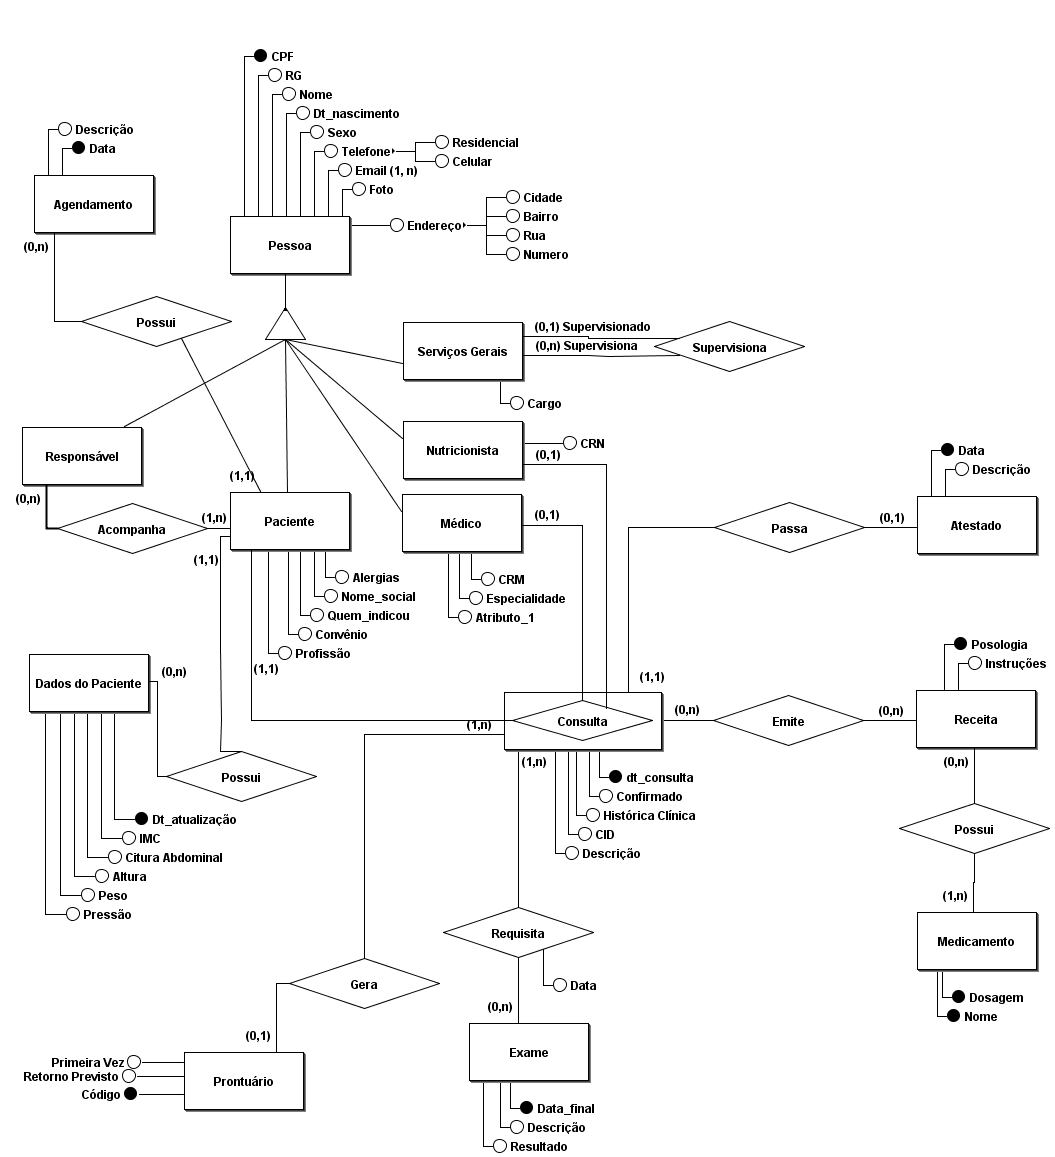 CPF
RG
Nome
Dt_nascimento
Sexo
Telefone
Residencial
Celular
Email (1, n)
Foto
Endereço
Cidade
Bairro
Rua
Numero
Pessoa
Descrição
Data
Agendamento
(0,n)
Possui
(1,1)
Serviços Gerais
(0,1) Supervisionado
(0,n) Supervisiona
Supervisiona
Cargo
Responsável
(0,n)
Acompanha
(1,n)
Nutricionista
CRN
(0,1)
Paciente
(1,1)
Médico
(0,1)
CRM
Especialidade
Atributo_1
Alergias
Nome_social
Quem_indicou
Convênio
Profissão
(1,1)
Data
Descrição
Atestado
(0,1)
Passa
(1,1)
Dados do Paciente
(0,n)
Possui
Dt_atualização
IMC
Citura Abdominal
Altura
Peso
Pressão
Consulta
(1,n)
(1,n)
dt_consulta
Confirmado
Histórica Clínica
CID
Descrição
(0,n)
Emite
(0,n)
Posologia
Instruções
Receita
(0,n)
Possui
(1,n)
Medicamento
Dosagem
Nome
Requisita
Data
(0,n)
Exame
Data_final
Descrição
Resultado
Gera
(0,1)
Primeira Vez
Retorno Previsto
Código
Prontuário